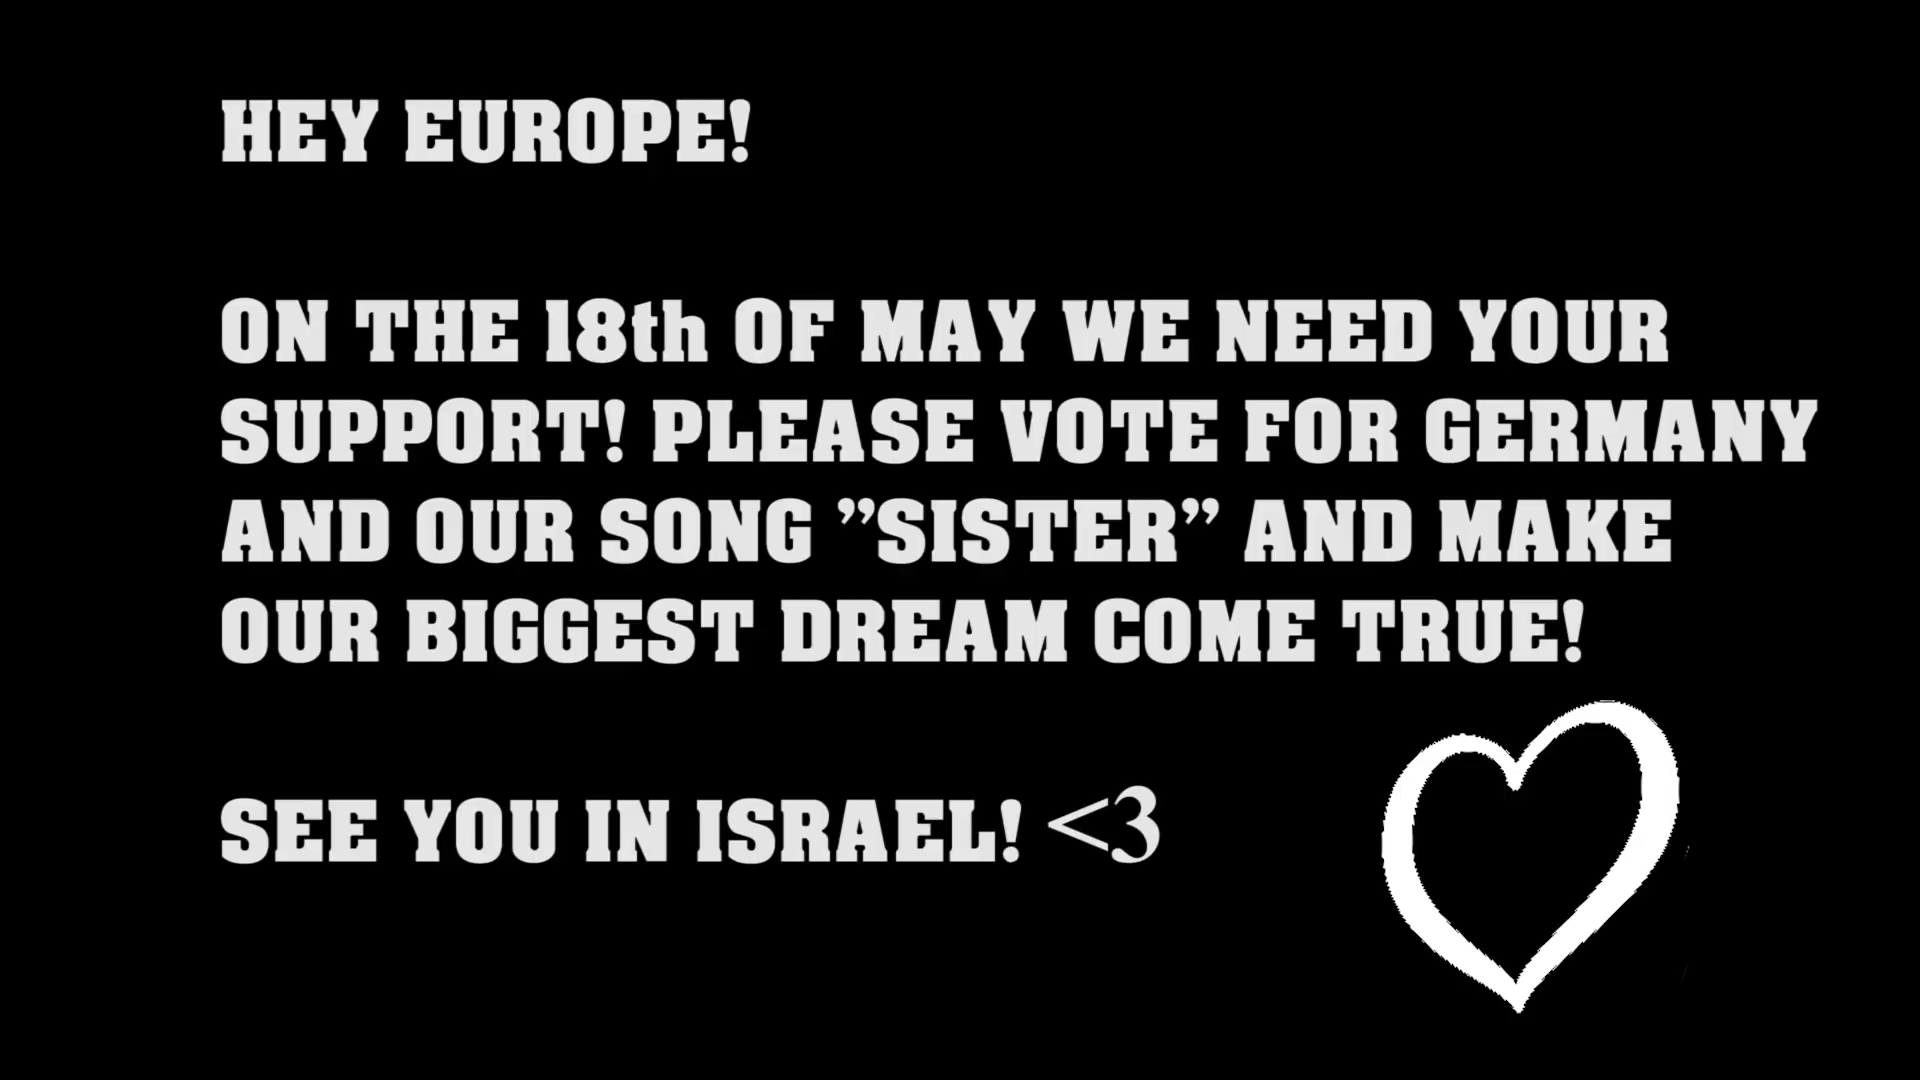 HEY EUROPE!
ON THE 18th OF MAY WE NEED YOUR
SUPPORT! PLEASE VOTE FOR GERMANY
AND OUR SONG ”SISTER” AND MAKE
OUR BIGGEST DREAM COME TRUE!
SEE YOU IN ISRAEL! <3